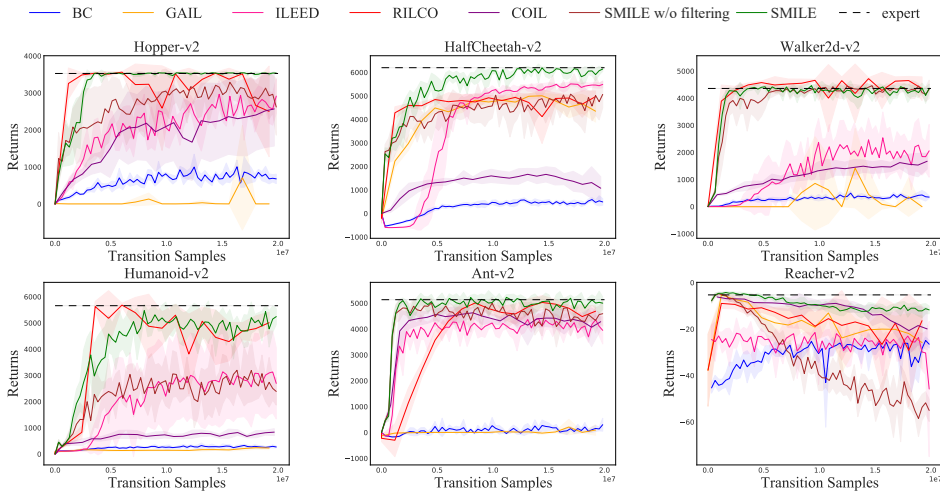 BC GAIL ILEED RILCO COIL SMILE w/o filtering SMILE expert
Hopper-v2 HalfCheetah-v2 Walker2d-v2
Returns
4000
3000
2000
1000
0
0.0 0.5 1.0 1.5 2.0
1e7
Transition Samples
Returns
6000
5000
4000
3000
2000
1000
0
−1000
0.0 0.5 1.0 1.5 2.0
1e7
Transition Samples
Returns
5000
4000
3000
2000
1000
0
−1000
0.0 0.5 1.0 1.5 2.0
1e7
Transition Samples
Humanoid-v2 Ant-v2 Reacher-v2
Returns
6000
5000
4000
3000
2000
1000
0
0.0 0.5 1.0 1.5 2.0
1e7
Transition Samples
Returns
5000
4000
3000
2000
1000
0
−1000
0.0 0.5 1.0 1.5 2.0
1e7
Transition Samples
Returns
0
−20
−40
−60
0.0 0.5 1.0 1.5 2.0
1e7
Transition Samples